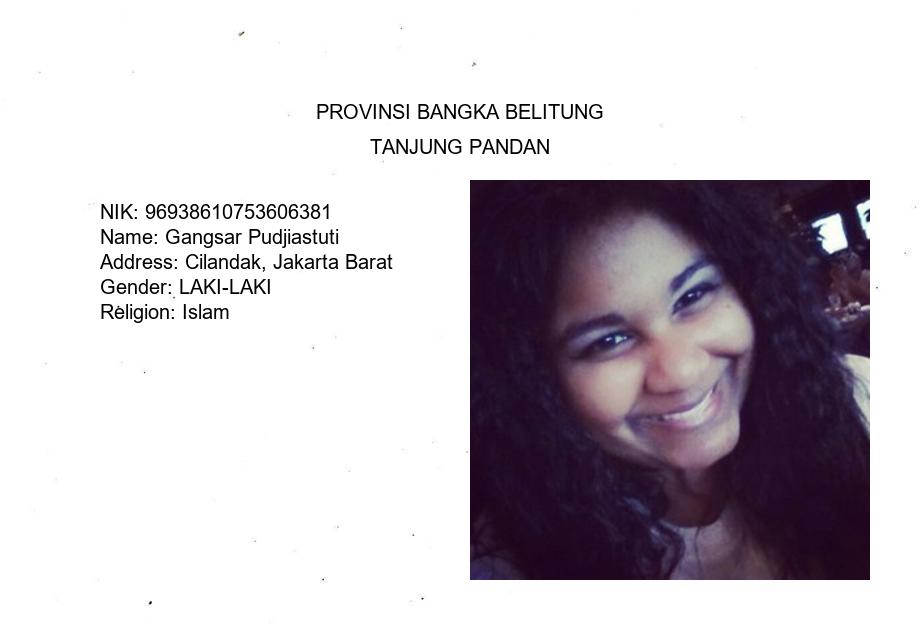 PROVINSI BANGKA BELITUNG
TANJUNG PANDAN
NIK: 96938610753606381
Name: Gangsar Pudjiastuti
Address: Cilandak, Jakarta Barat
Gender: LAKI-LAKI
Religion: Islam